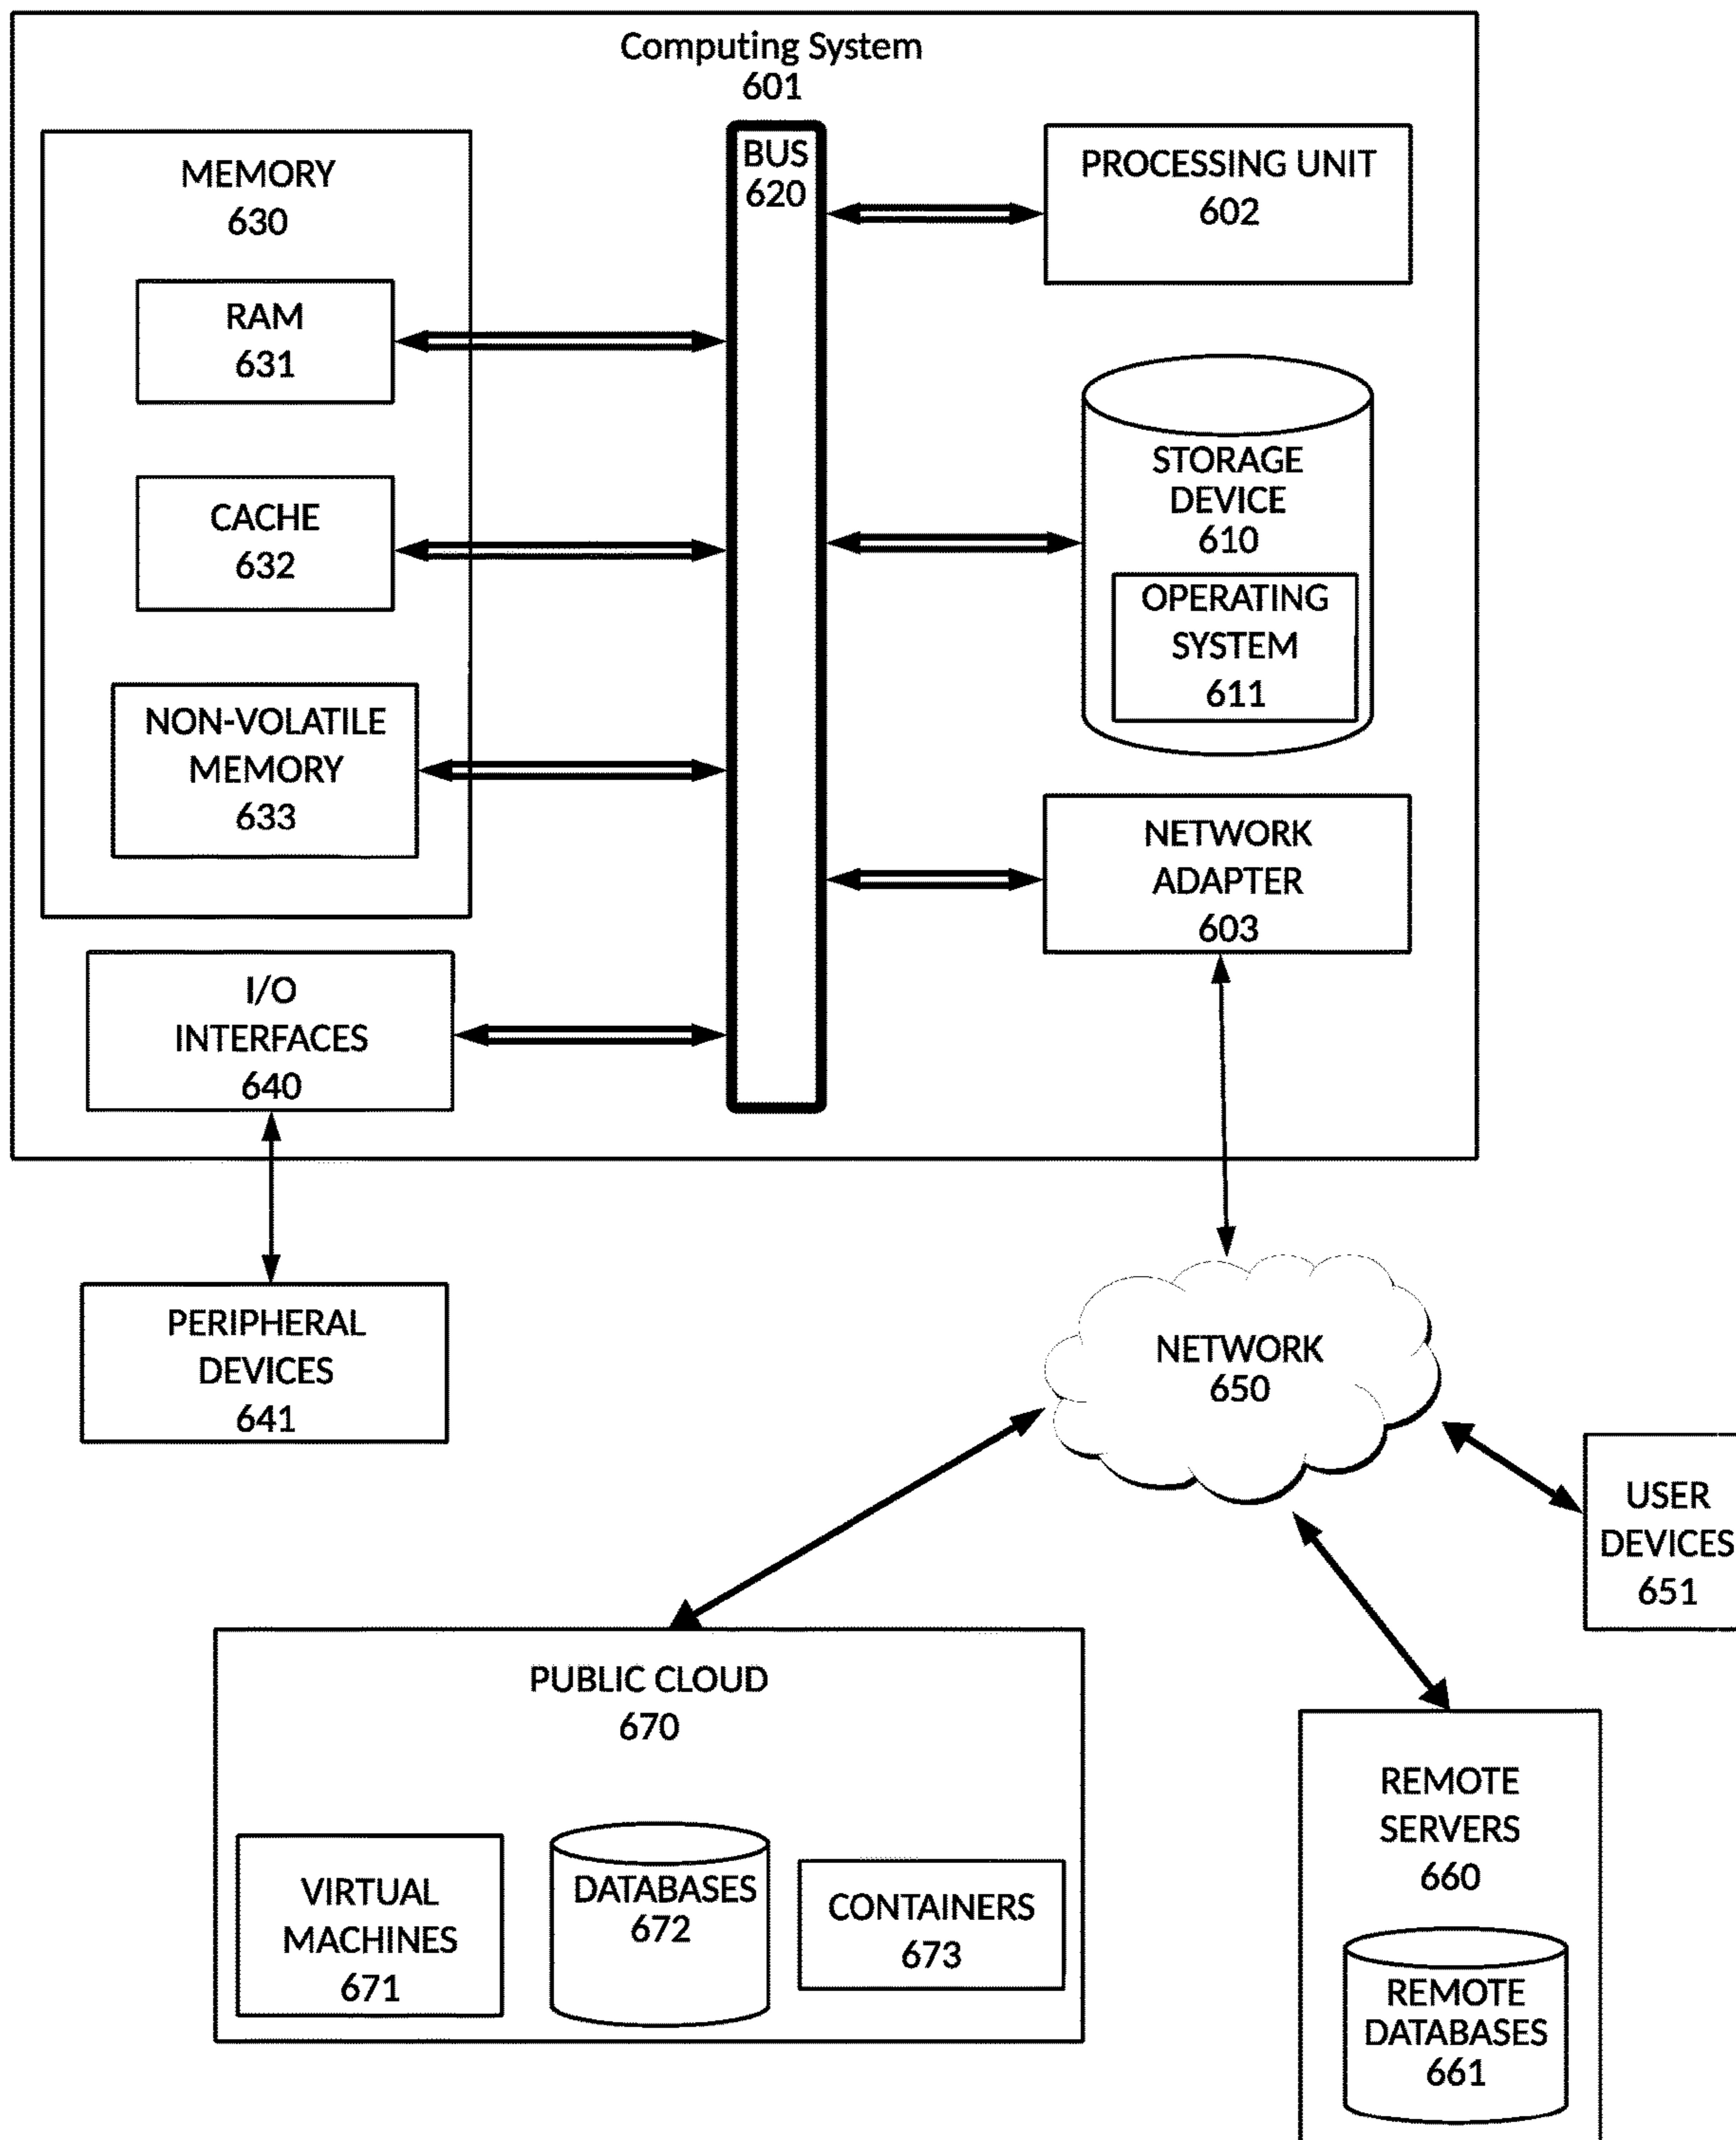 Computing System
601
MEMORY
630
RAM
631
CACHE
632
NON-VOLATILE
MEMORY
633
I/O
INTERFACES
640
BUS
620
PROCESSING UNIT
602
STORAGE
DEVICE
610
OPERATING
SYSTEM
611
NETWORK
ADAPTER
603
PERIPHERAL
DEVICES
641
NETWORK
650
USER
DEVICES
651
PUBLIC CLOUD
670
VIRTUAL
MACHINES
671
DATABASES
672
CONTAINERS
673
REMOTE
SERVERS
660
REMOTE
DATABASES
661